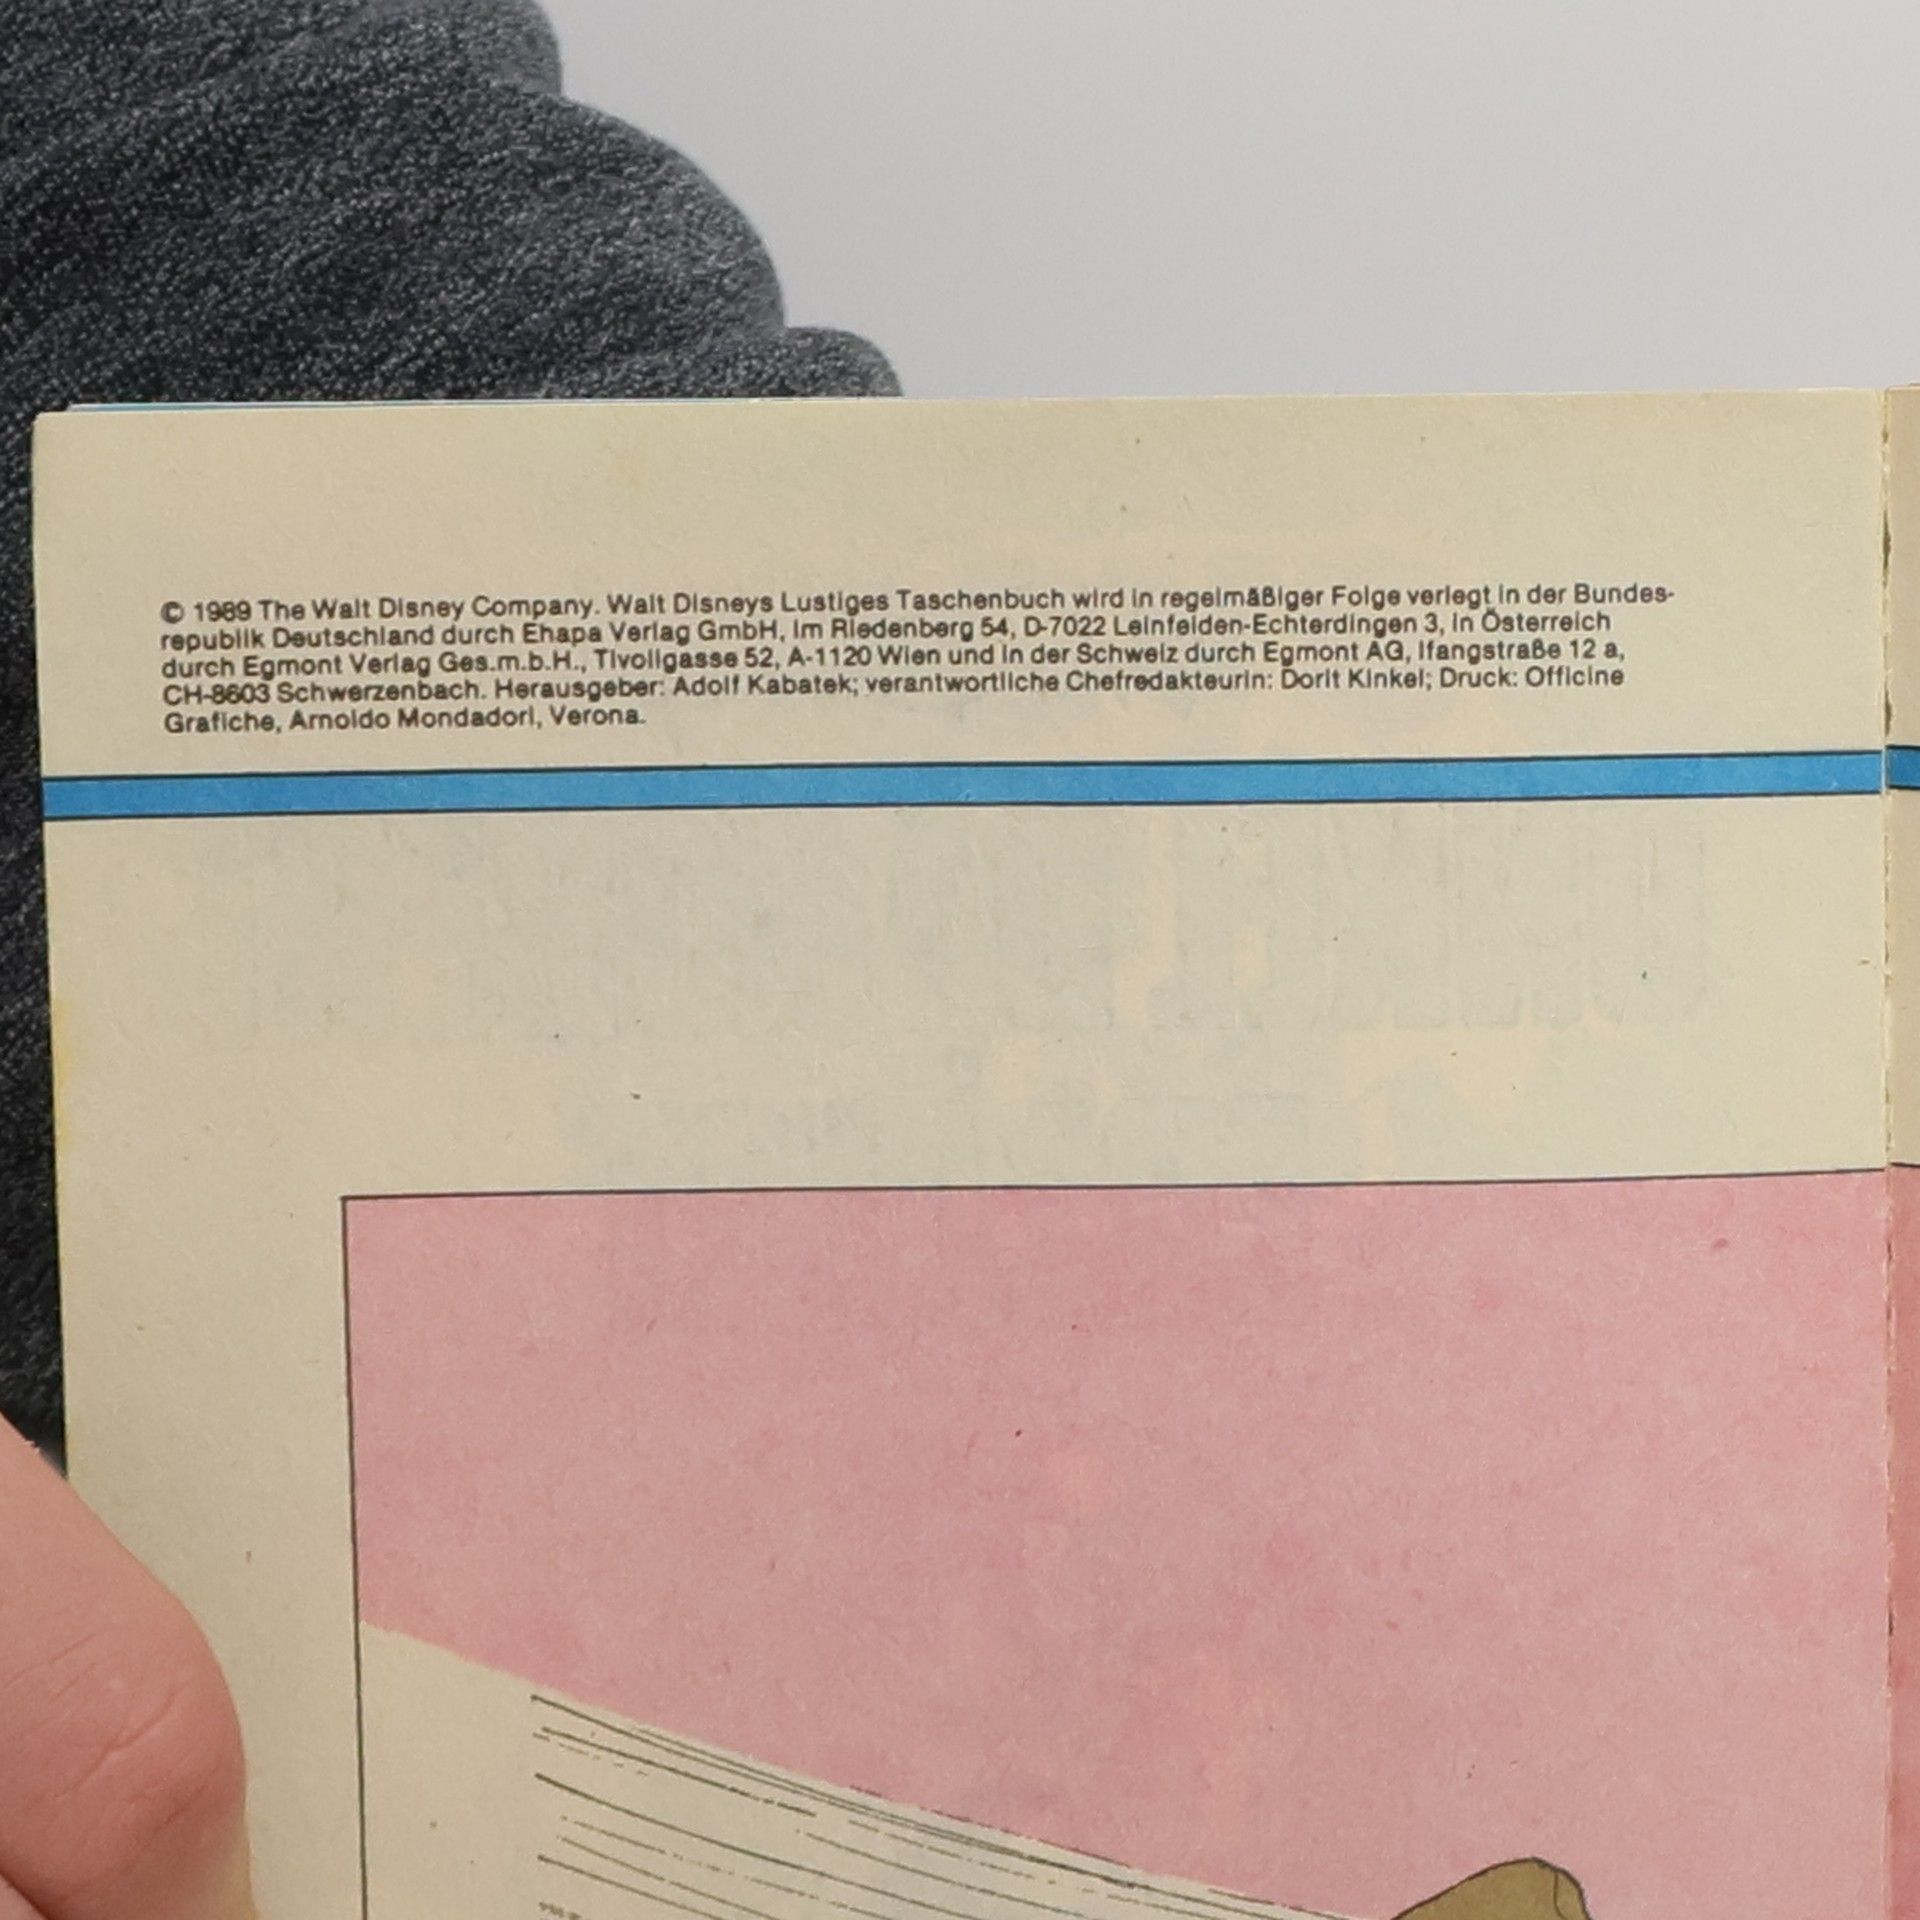 © 1989 The Walt Disney Company. Walt Disneys Lustiges Taschenbuch wird in regelmäßiger Folge verlegt in der Bundes-
republik Deutschland durch Ehapa Verlag GmbH, Im Riedenberg 54, D-7022 Leinfelden-Echterdingen 3, in Österreich
durch Egmont Verlag Ges.m.b.H., Tivoligasse 52, A-1120 Wien und in der Schweiz durch Egmont AG, Ifangstraße 12 a,
CH-8603 Schwerzenbach. Herausgeber: Adolf Kabatek; verantwortliche Chefredakteurin: Dorit Kinkel; Druck: Officine
Grafiche, Arnoldo Mondadori, Verona.